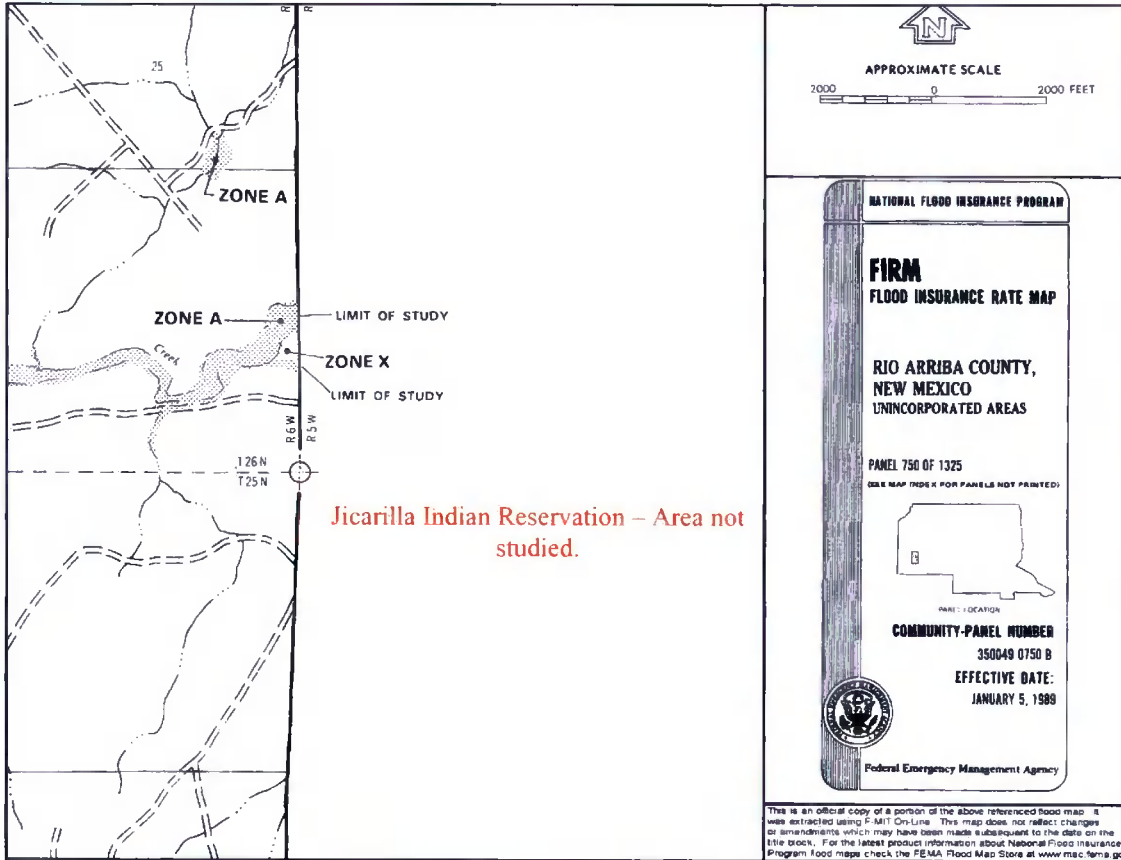 R
R
25
ZONE A
ZONE A
LIMIT OF STUDY
Creek
ZONE X
LIMIT OF STUDY
R 6 W
R 5 W
T 26 N
T 25 N
Jicarilla Indian Reservation – Area not
studied.
N
APPROXIMATE SCALE
2000 0 2000 FEET
NATIONAL FLOOD INSURANCE PROGRAM
FIRM
FLOOD INSURANCE RATE MAP
RIO ARRIBA COUNTY,
NEW MEXICO
UNINCORPORATED AREAS
PANEL 750 OF 1325
(SEE MAP INDEX FOR PANELS NOT PRINTED)
PANEL LOCATION
COMMUNITY-PANEL NUMBER
350049 0750 B
EFFECTIVE DATE:
JANUARY 5, 1989
Federal Emergency Management Agency
This is an official copy of a portion of the above referenced flood map. It
was extracted using F-MIT On-Line. This map does not reflect changes
or amendments which may have been made subsequent to the date on the
title block. For the latest product information about National Flood Insurance
Program flood maps check the FEMA Flood Map Store at www.msc.fema.go